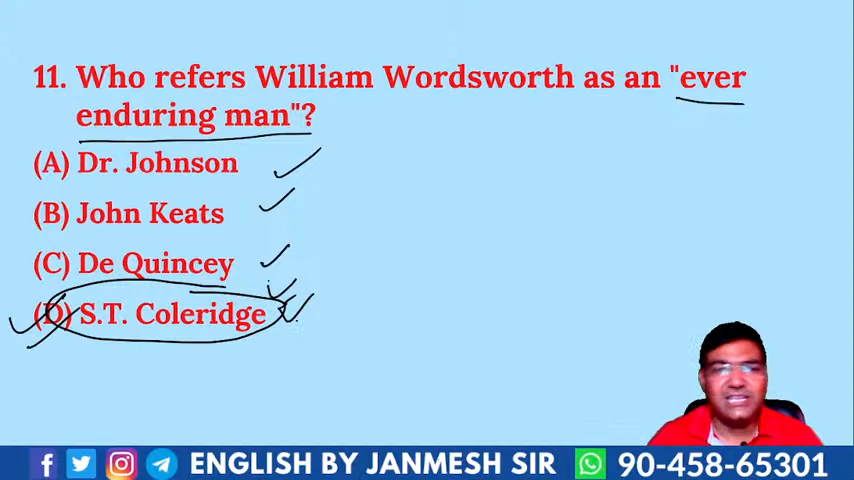 11. Who refers William Wordsworth as an "ever
enduring man"?
(A) Dr. Johnson
(B) John Keats
(C) De Quincey
(D) S.T. Coleridge
ENGLISH BY JANMESH SIR 90-458-65301